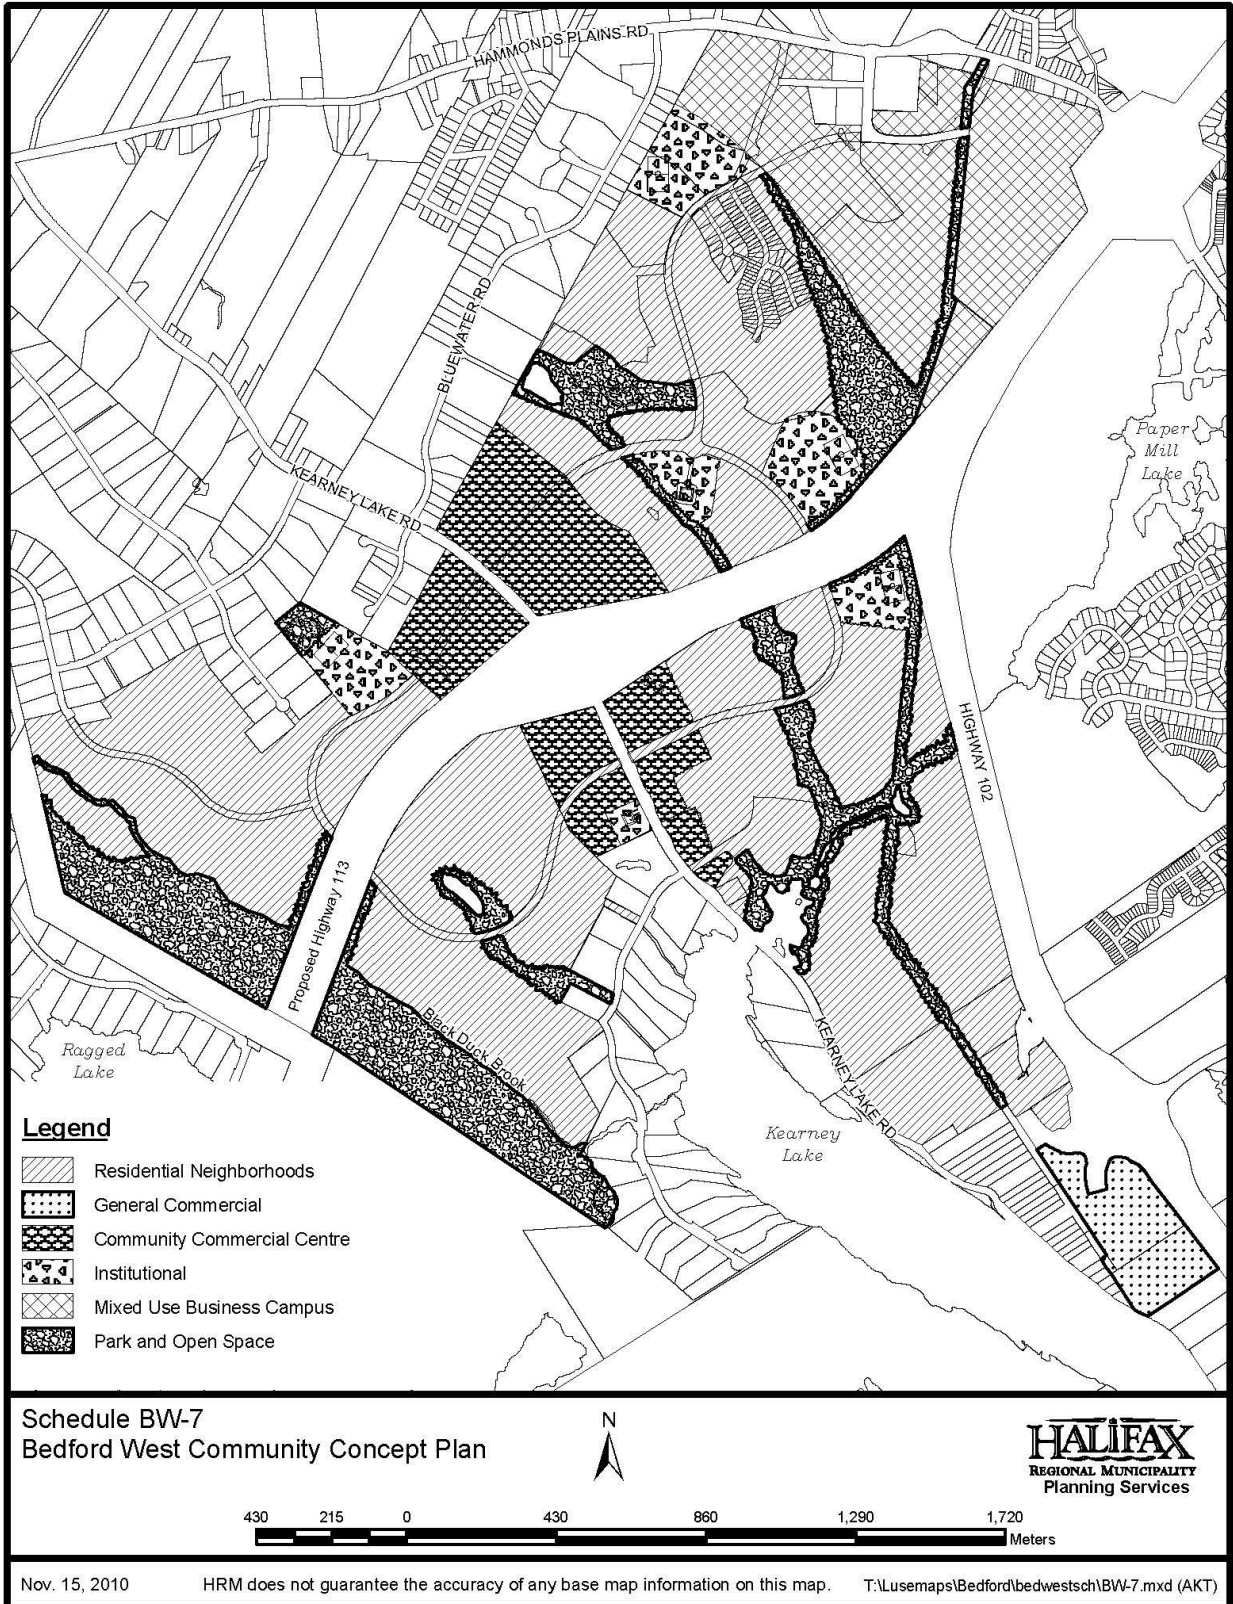 HAMMONDS PLAINS RD
BLUEWATER RD
Paper
Mill
Lake
KEARNEY LAKE RD
HIGHWAY 102
Proposed Highway 113
Black Duck Brook
Ragged
Lake
KEARNEY LAKE RD
Kearney
Lake
Legend
Residential Neighborhoods
General Commercial
Community Commercial Centre
Institutional
Mixed Use Business Campus
Park and Open Space
Schedule BW-7
Bedford West Community Concept Plan
N
HALIFAX
REGIONAL MUNICIPALITY
Planning Services
430 215 0 430 860 1,290 1,720
Meters
Nov. 15, 2010 HRM does not guarantee the accuracy of any base map information on this map. T:\Lusemaps\Bedford\bedwestsch\BW-7.mxd (AKT)